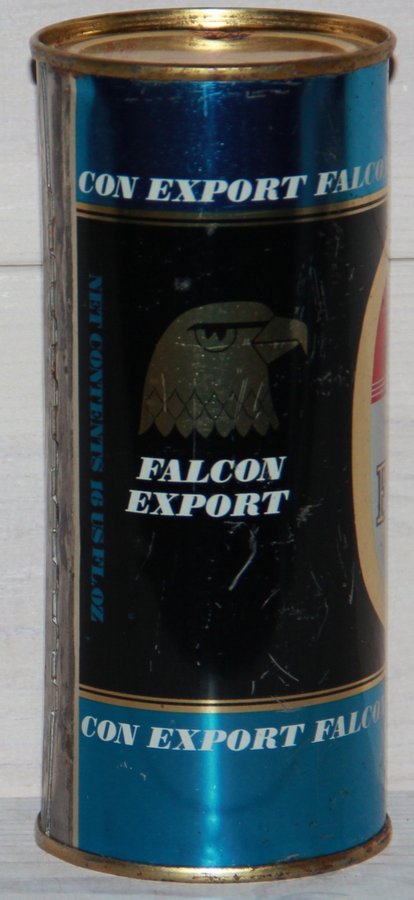 CON EXPORT FALCO
NET CONTENTS 16 US FL.OZ
FALCON
EXPORT
CON EXPORT FALCO